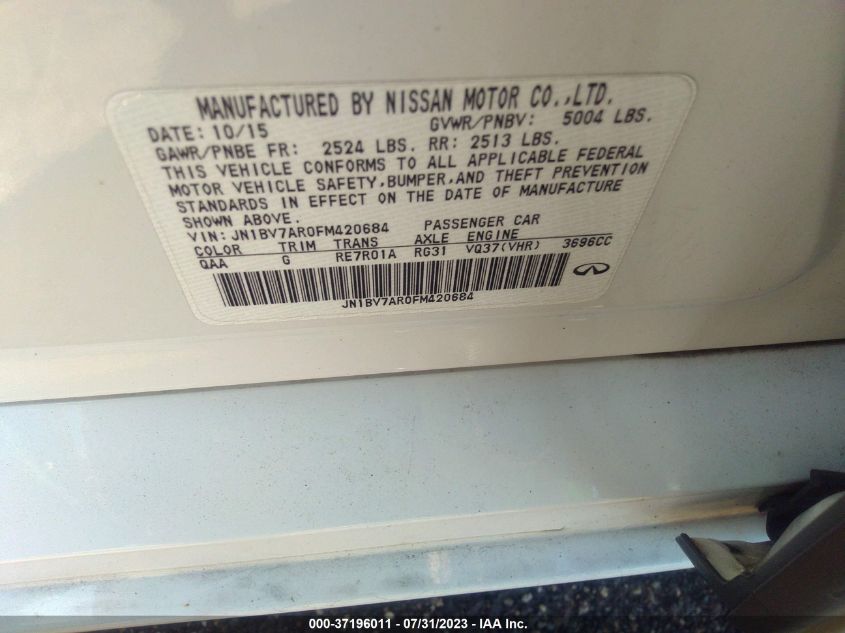 MANUFACTURED BY NISSAN MOTOR CO.,LTD.
DATE: 10/15 GVWR/PNBV: 5004 LBS.
GAWR/PNBE FR: 2524 LBS. RR: 2513 LBS.
THIS VEHICLE CONFORMS TO ALL APPLICABLE FEDERAL
MOTOR VEHICLE SAFETY,BUMPER,AND THEFT PREVENTION
STANDARDS IN EFFECT ON THE DATE OF MANUFACTURE
SHOWN ABOVE.
VIN: JN1BV7AR0FM420684 PASSENGER CAR
COLOR TRIM TRANS AXLE ENGINE
QAA G RE7R01A RG31 VQ37(VHR) 3696CC
JN1BV7AR0FM420684
000-37196011 / 07/31/2023 - IAA Inc.